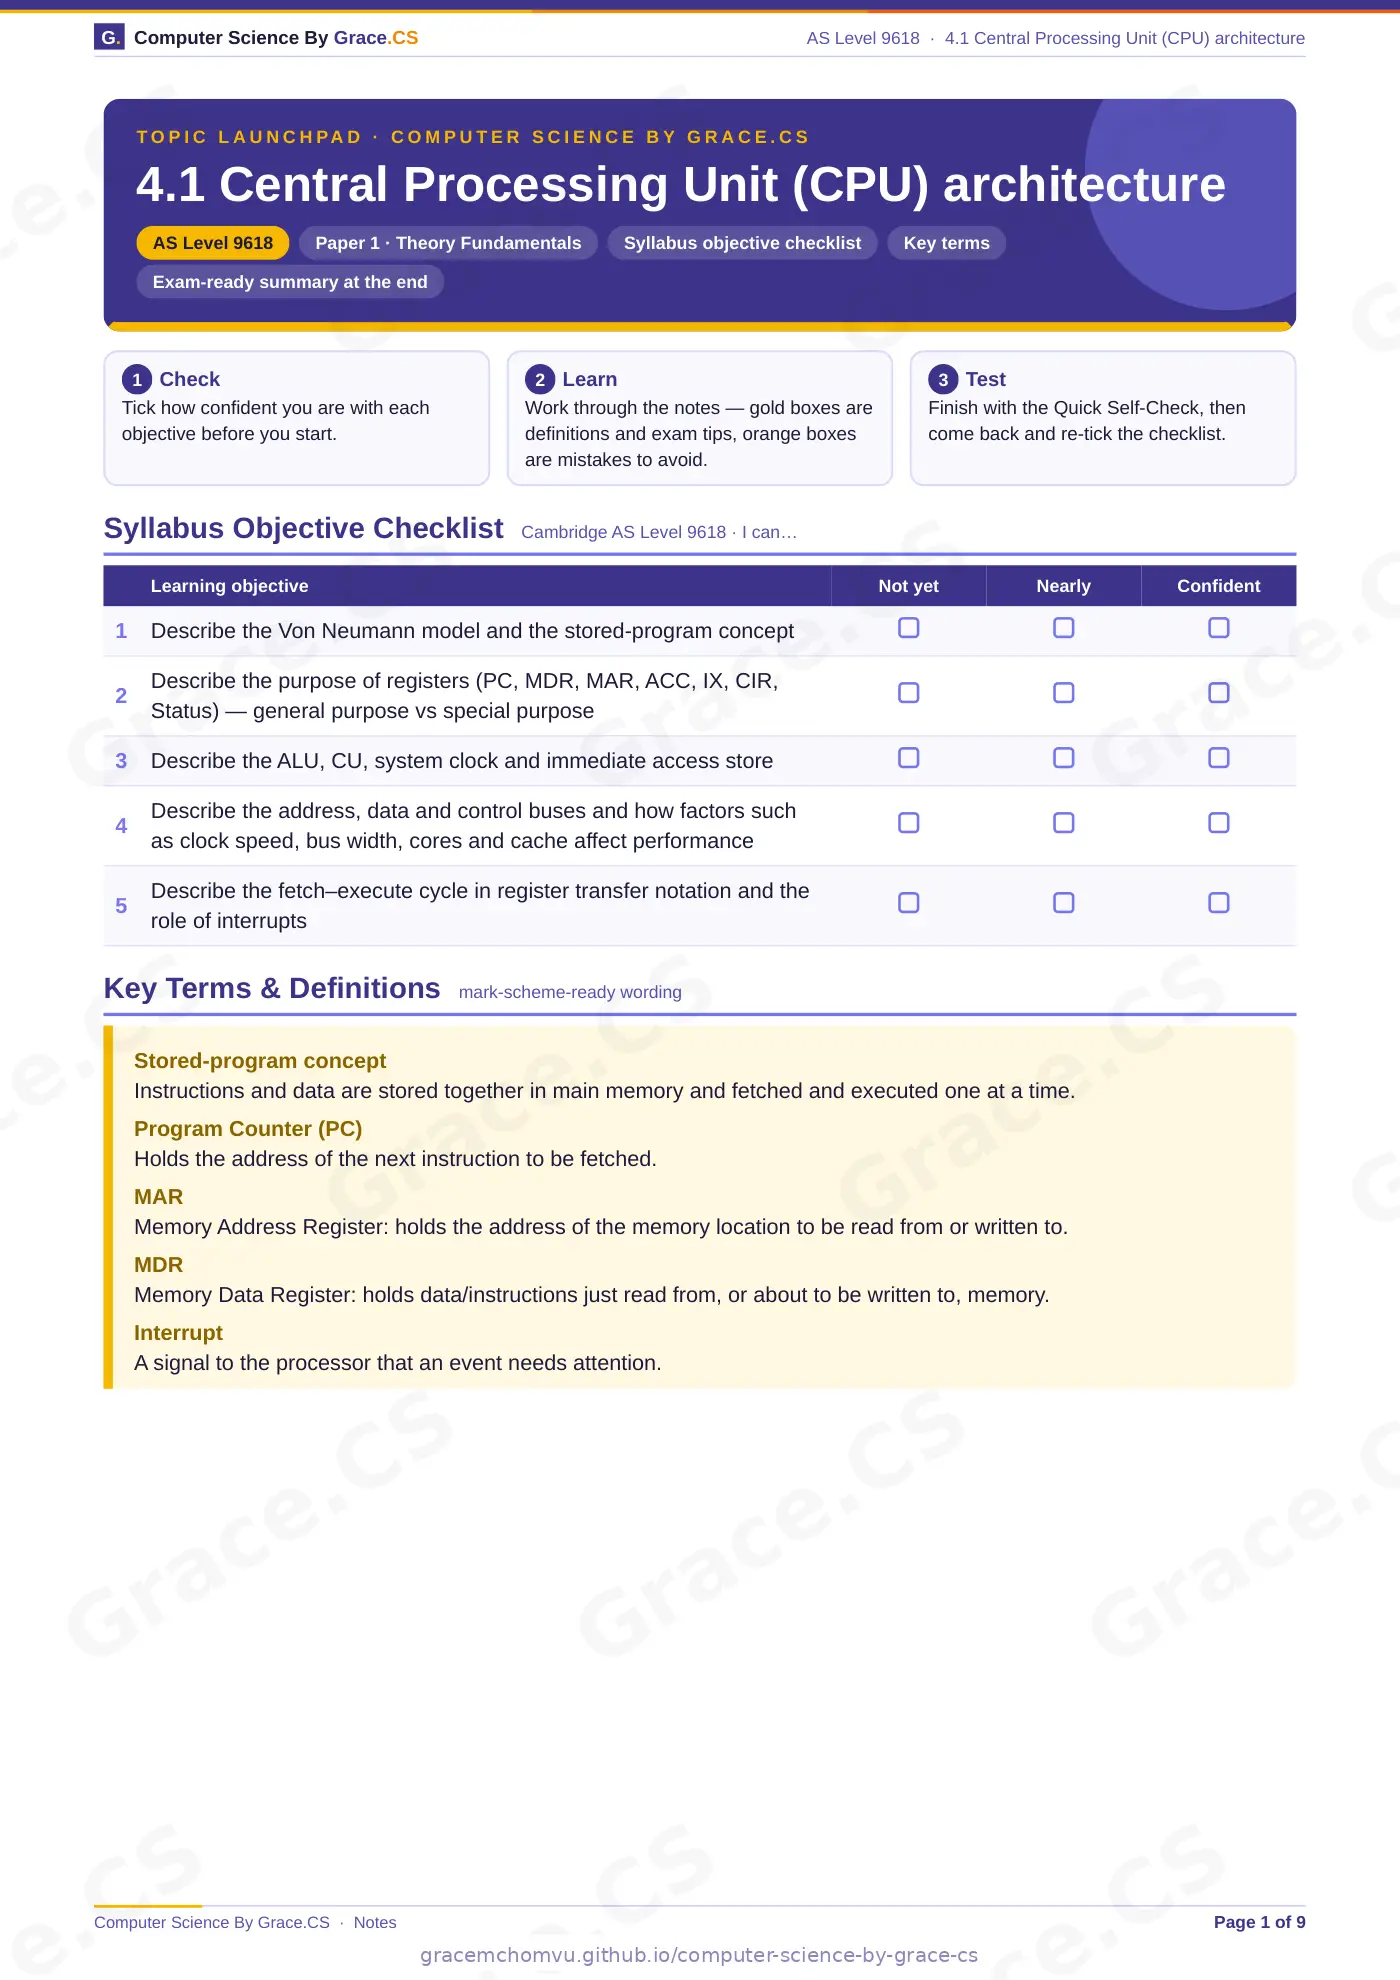 G. Computer Science By Grace.CS
AS Level 9618 · 4.1 Central Processing Unit (CPU) architecture
TOPIC LAUNCHPAD · COMPUTER SCIENCE BY GRACE.CS
4.1 Central Processing Unit (CPU) architecture
AS Level 9618
Paper 1 · Theory Fundamentals
Syllabus objective checklist
Key terms
Exam-ready summary at the end
1 Check
Tick how confident you are with each
objective before you start.
2 Learn
Work through the notes — gold boxes are
definitions and exam tips, orange boxes
are mistakes to avoid.
3 Test
Finish with the Quick Self-Check, then
come back and re-tick the checklist.
Syllabus Objective Checklist Cambridge AS Level 9618 · I can…
Learning objective Not yet Nearly Confident
1 Describe the Von Neumann model and the stored-program concept
2 Describe the purpose of registers (PC, MDR, MAR, ACC, IX, CIR,
Status) — general purpose vs special purpose
3 Describe the ALU, CU, system clock and immediate access store
4 Describe the address, data and control buses and how factors such
as clock speed, bus width, cores and cache affect performance
5 Describe the fetch–execute cycle in register transfer notation and the
role of interrupts
Key Terms & Definitions mark-scheme-ready wording
Stored-program concept
Instructions and data are stored together in main memory and fetched and executed one at a time.
Program Counter (PC)
Holds the address of the next instruction to be fetched.
MAR
Memory Address Register: holds the address of the memory location to be read from or written to.
MDR
Memory Data Register: holds data/instructions just read from, or about to be written to, memory.
Interrupt
A signal to the processor that an event needs attention.
Computer Science By Grace.CS · Notes
Page 1 of 9
gracemchomvu.github.io/computer-science-by-grace-cs